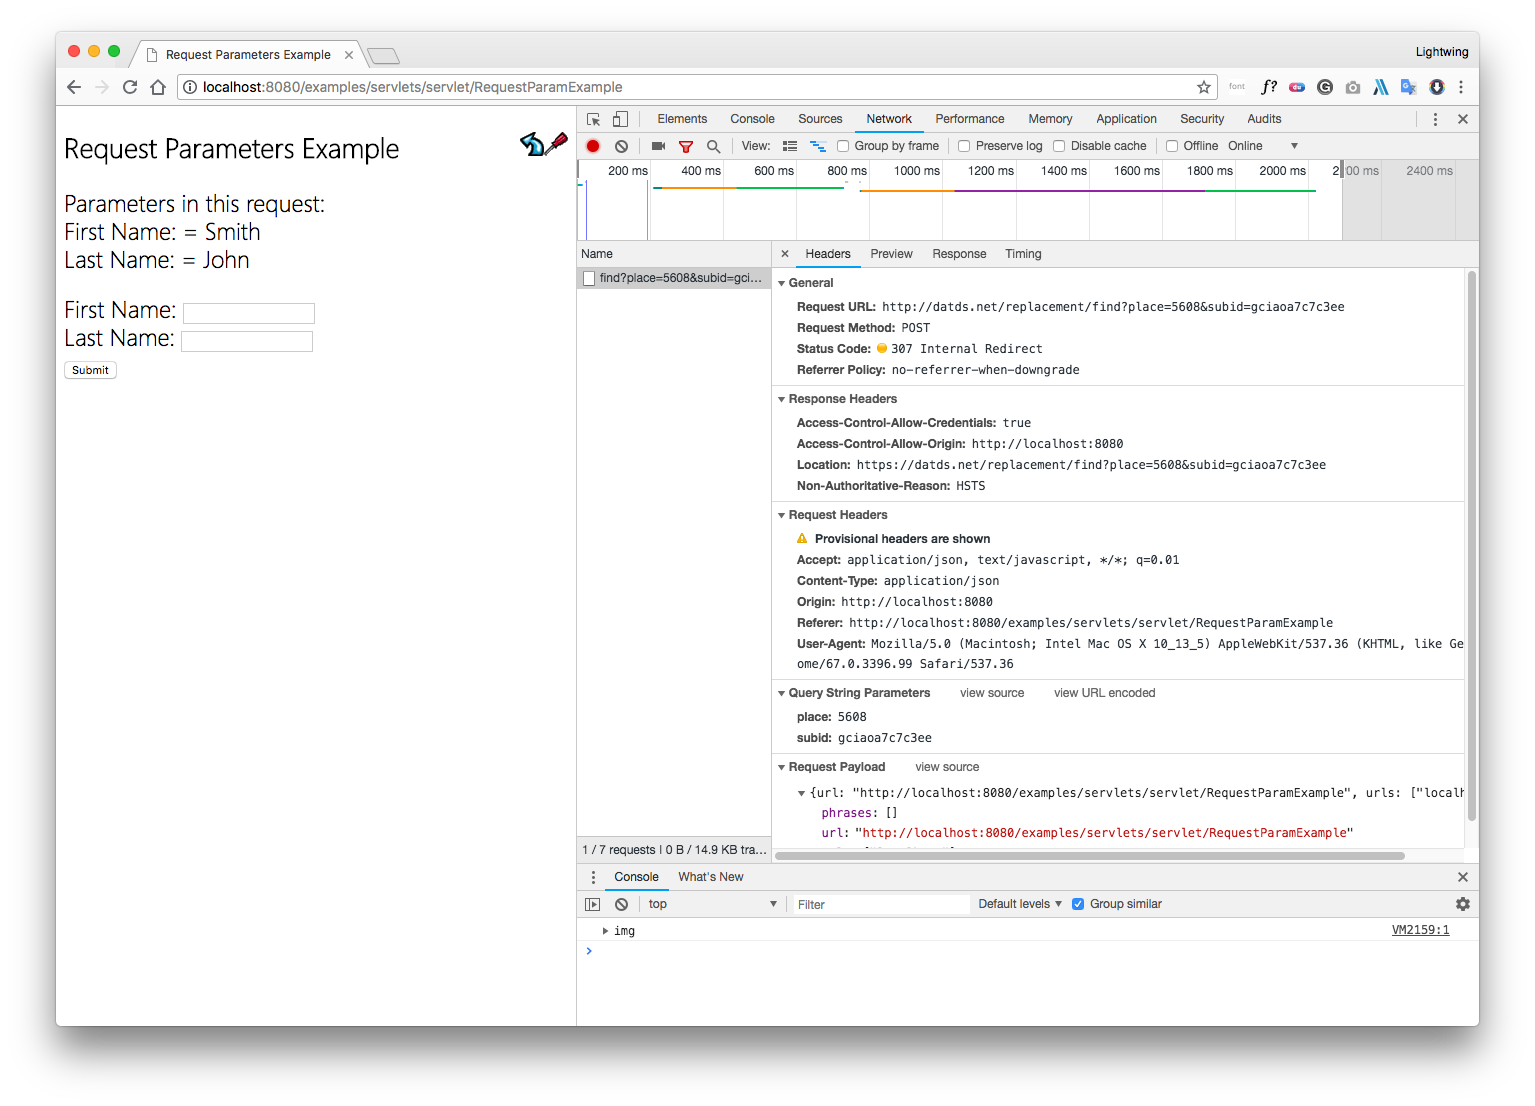 Request Parameters Example
Lightwing
localhost:8080/examples/servlets/servlet/RequestParamExample
font
f?
du
G
Request Parameters Example
Parameters in this request:
First Name: = Smith
Last Name: = John
First Name:
Last Name:
Submit
Elements Console Sources Network Performance Memory Application Security Audits
View: Group by frame Preserve log Disable cache Offline Online
200 ms 400 ms 600 ms 800 ms 1000 ms 1200 ms 1400 ms 1600 ms 1800 ms 2000 ms 2 00 ms 2400 ms
Name
find?place=5608&subid=gci...
1 / 7 requests | 0 B / 14.9 KB tra...
Headers Preview Response Timing
General
Request URL: http://datds.net/replacement/find?place=5608&subid=gciaoa7c7c3ee
Request Method: POST
Status Code: 307 Internal Redirect
Referrer Policy: no-referrer-when-downgrade
Response Headers
Access-Control-Allow-Credentials: true
Access-Control-Allow-Origin: http://localhost:8080
Location: https://datds.net/replacement/find?place=5608&subid=gciaoa7c7c3ee
Non-Authoritative-Reason: HSTS
Request Headers
Provisional headers are shown
Accept: application/json, text/javascript, */*; q=0.01
Content-Type: application/json
Origin: http://localhost:8080
Referer: http://localhost:8080/examples/servlets/servlet/RequestParamExample
User-Agent: Mozilla/5.0 (Macintosh; Intel Mac OS X 10_13_5) AppleWebKit/537.36 (KHTML, like Ge
ome/67.0.3396.99 Safari/537.36
Query String Parameters view source view URL encoded
place: 5608
subid: gciaoa7c7c3ee
Request Payload view source
{url: "http://localhost:8080/examples/servlets/servlet/RequestParamExample", urls: ["localh
phrases: []
url: "http://localhost:8080/examples/servlets/servlet/RequestParamExample"
Console What's New
top Filter Default levels Group similar
img VM2159:1